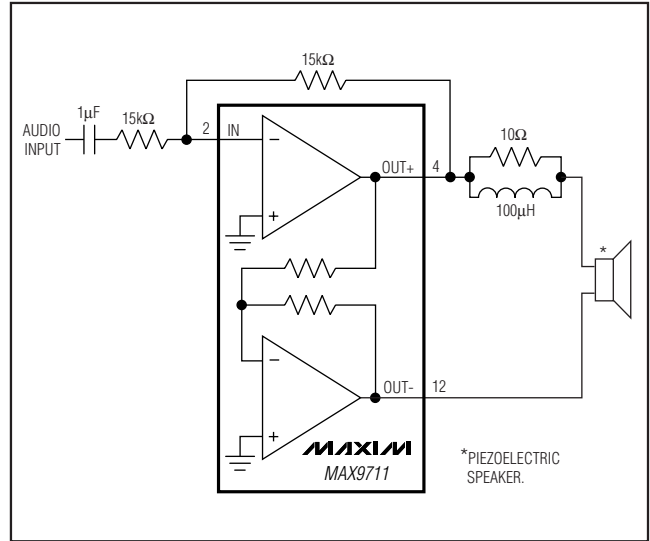 15kΩ
1µF
15kΩ
AUDIO
INPUT
2
IN
−
+
OUT+
4
10Ω
100µH
*
−
+
OUT-
12
MAXIM
MAX9711
*PIEZOELECTRIC
SPEAKER.